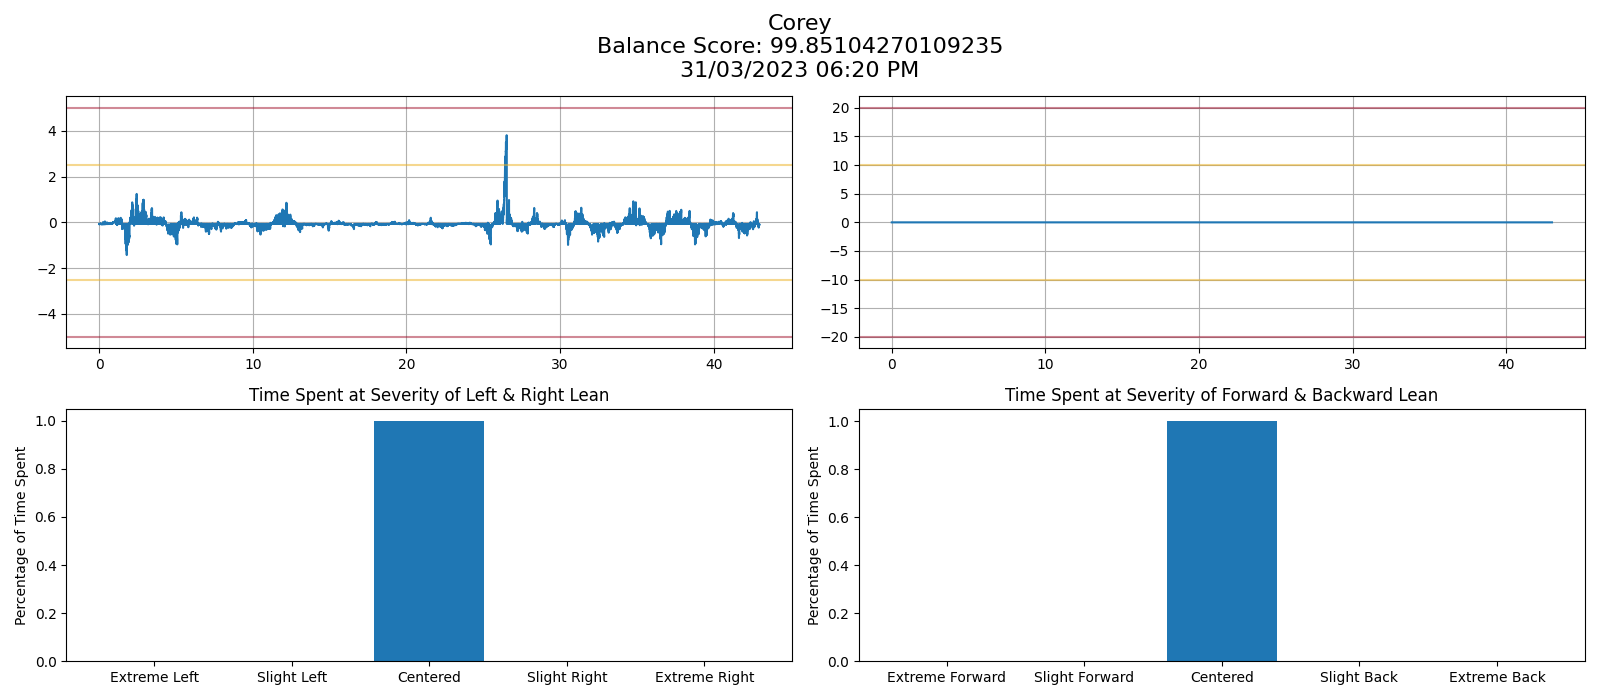 Corey
Balance Score: 99.85104270109235
31/03/2023 06:20 PM
4
2
0
−2
−4
0 10 20 30 40
20
15
10
5
0
−5
−10
−15
−20
0 10 20 30 40
Time Spent at Severity of Left & Right Lean
Percentage of Time Spent
1.0
0.8
0.6
0.4
0.2
0.0
Extreme Left Slight Left Centered Slight Right Extreme Right
Time Spent at Severity of Forward & Backward Lean
Percentage of Time Spent
1.0
0.8
0.6
0.4
0.2
0.0
Extreme Forward Slight Forward Centered Slight Back Extreme Back